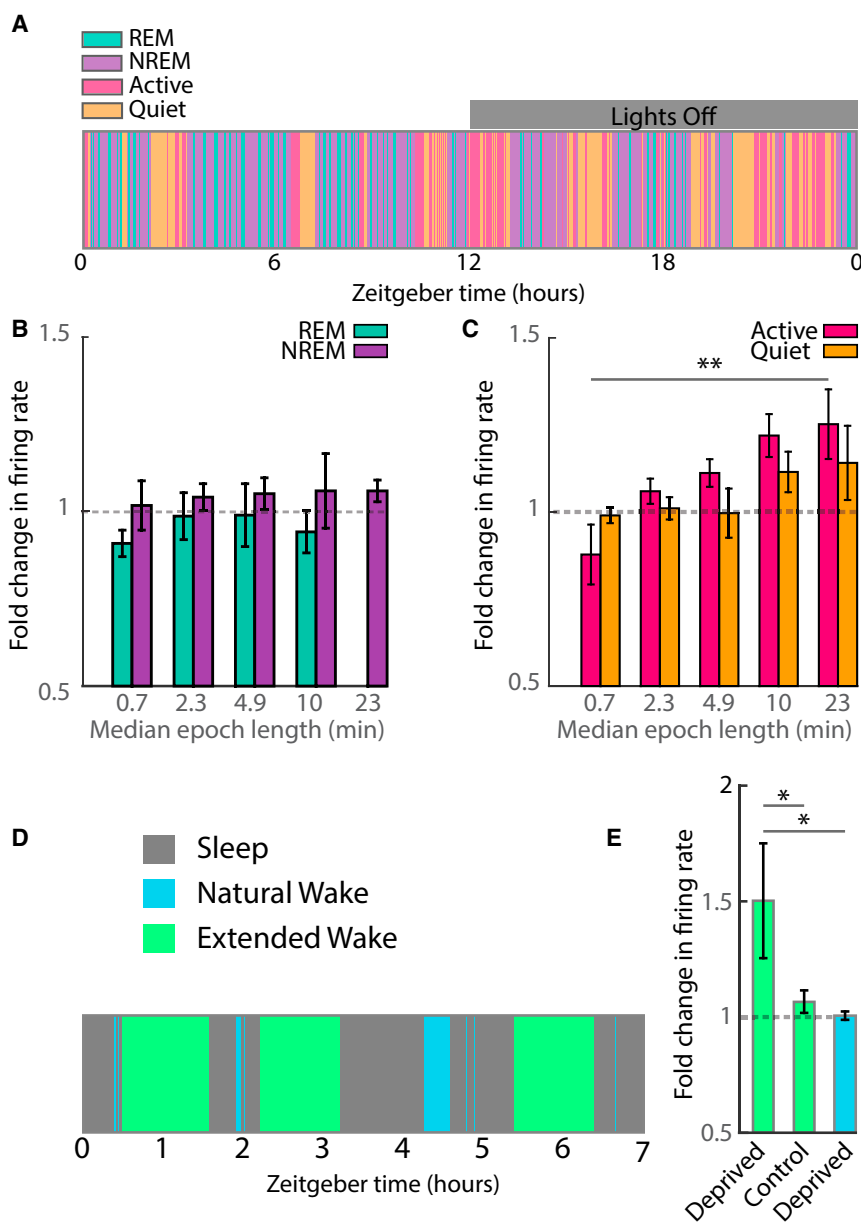 A
REM
NREM
Active
Quiet
Lights Off
0 6 12 18 0
Zeitgeber time (hours)
B
REM
NREM
1.5
1
0.5
Fold change in firing rate
0.7 2.3 4.9 10 23
Median epoch length (min)
C
Active
Quiet
**
1.5
1
0.5
Fold change in firing rate
0.7 2.3 4.9 10 23
Median epoch length (min)
D
Sleep
Natural Wake
Extended Wake
0 1 2 3 4 5 6 7
Zeitgeber time (hours)
E
2
*
*
1.5
1
0.5
Fold change in firing rate
Deprived
Control
Deprived